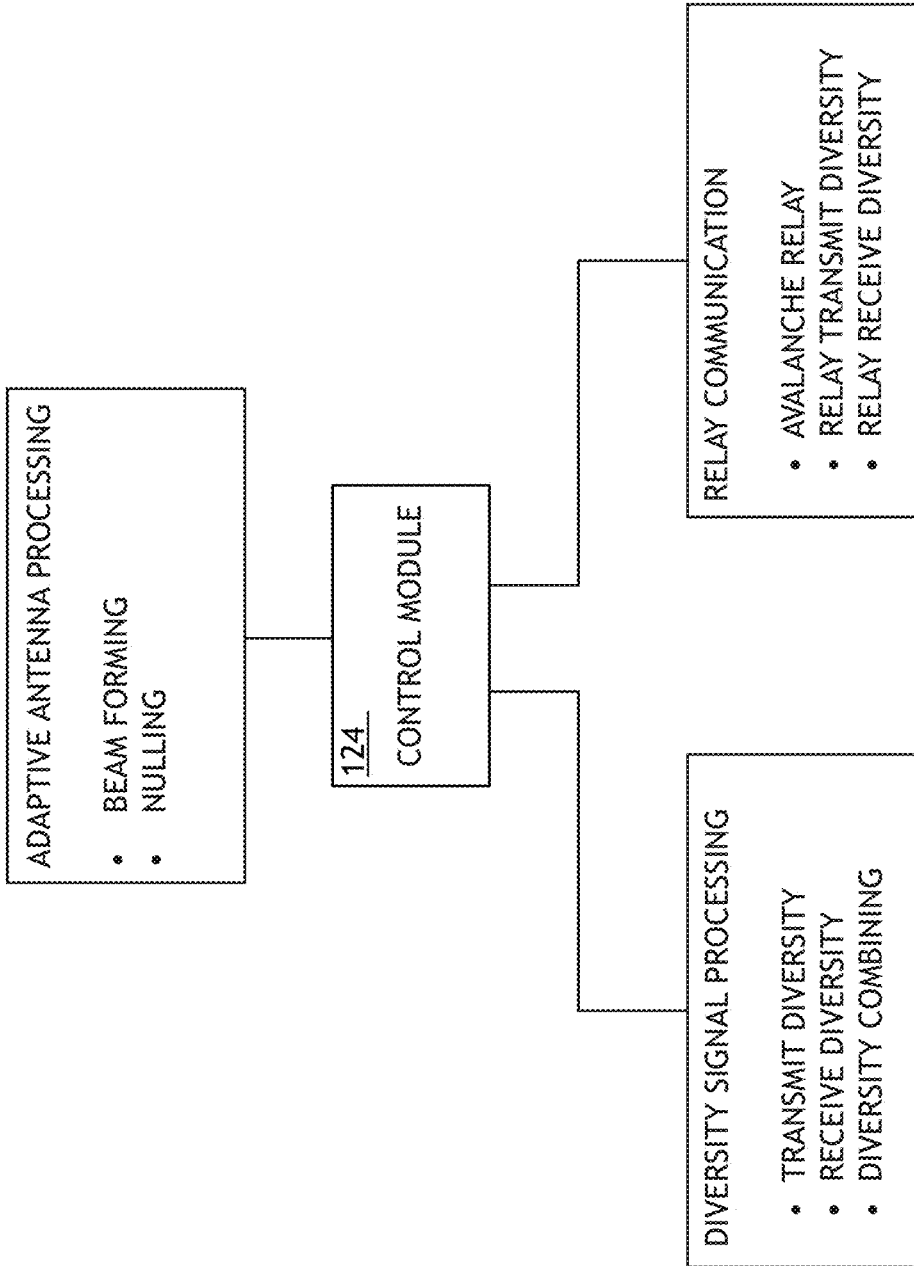 ADAPTIVE ANTENNA PROCESSING
• BEAM FORMING
• NULLING
124
CONTROL MODULE
DIVERSITY SIGNAL PROCESSING
• TRANSMIT DIVERSITY
• RECEIVE DIVERSITY
• DIVERSITY COMBINING
RELAY COMMUNICATION
• AVALANCHE RELAY
• RELAY TRANSMIT DIVERSITY
• RELAY RECEIVE DIVERSITY